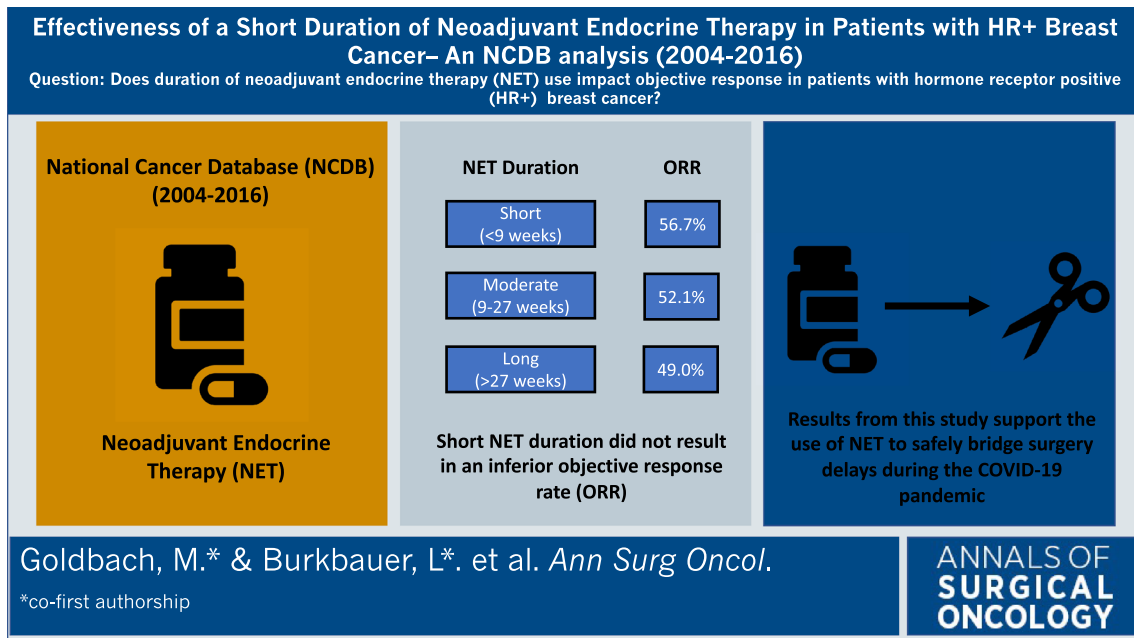 Effectiveness of a Short Duration of Neoadjuvant Endocrine Therapy in Patients with HR+ Breast
Cancer– An NCDB analysis (2004-2016)
Question: Does duration of neoadjuvant endocrine therapy (NET) use impact objective response in patients with hormone receptor positive
(HR+) breast cancer?
National Cancer Database (NCDB)
(2004-2016)
Neoadjuvant Endocrine
Therapy (NET)
NET Duration ORR
Short
(<9 weeks)
56.7%
Moderate
(9-27 weeks)
52.1%
Long
(>27 weeks)
49.0%
Short NET duration did not result
in an inferior objective response
rate (ORR)
Results from this study support the
use of NET to safely bridge surgery
delays during the COVID-19
pandemic
Goldbach, M.* & Burkbauer, L*. et al. Ann Surg Oncol.
*co-first authorship
ANNALS OF
SURGICAL
ONCOLOGY